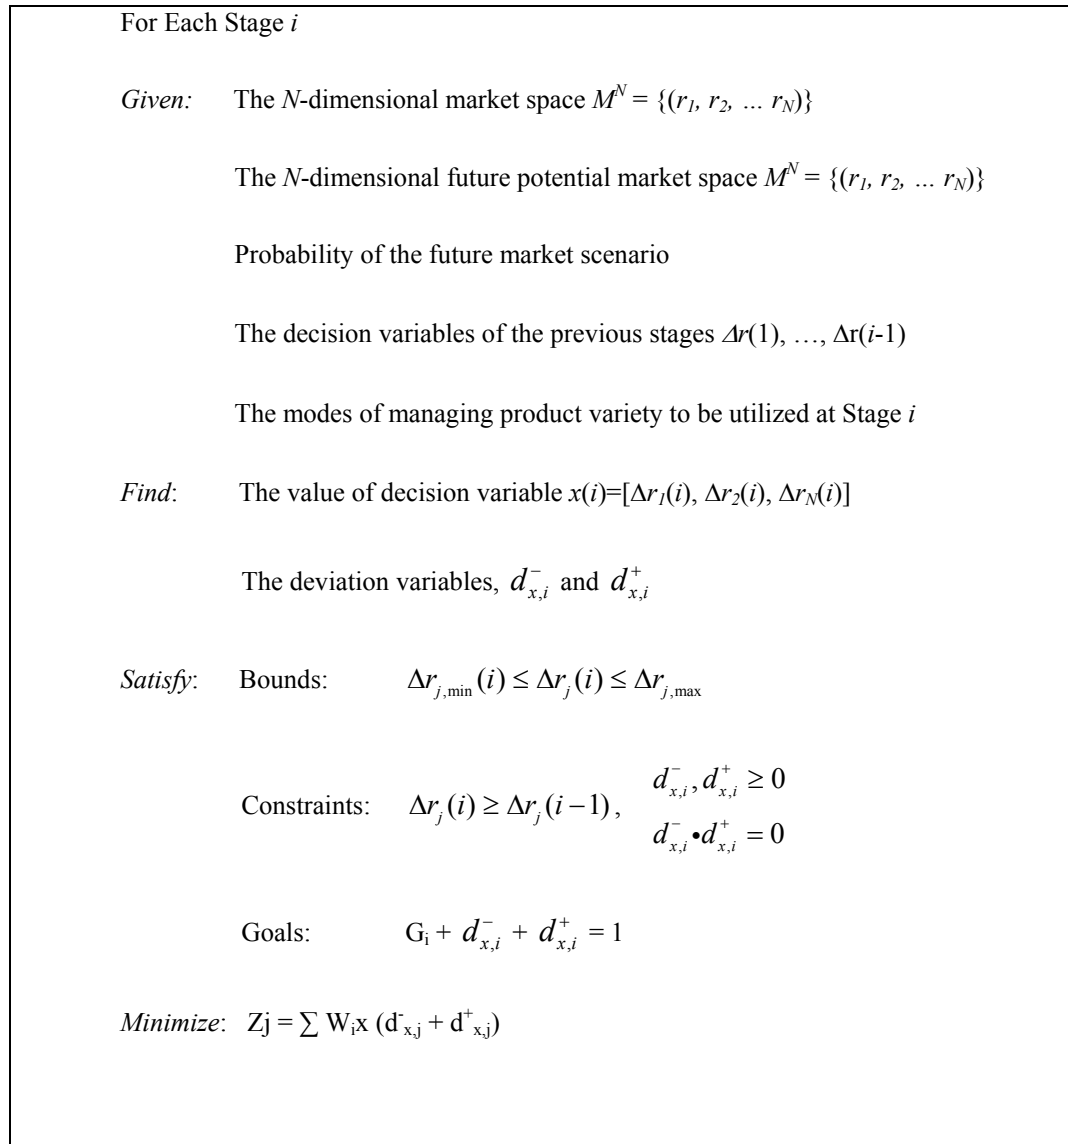 For Each Stage i
Given: The N-dimensional market space M^N = {(r_1, r_2, ... r_N)}
The N-dimensional future potential market space M^N = {(r_1, r_2, ... r_N)}
Probability of the future market scenario
The decision variables of the previous stages Δr(1), …, Δr(i-1)
The modes of managing product variety to be utilized at Stage i
Find: The value of decision variable x(i)=[Δr_1(i), Δr_2(i), Δr_N(i)]
The deviation variables, d^-_{x,i} and d^+_{x,i}
Satisfy: Bounds: Δr_{j,min}(i) ≤ Δr_j(i) ≤ Δr_{j,max}
Constraints: Δr_j(i) ≥ Δr_j(i−1), d^-_{x,i}, d^+_{x,i} ≥ 0
d^-_{x,i} • d^+_{x,i} = 0
Goals: G_i + d^-_{x,i} + d^+_{x,i} = 1
Minimize: Zj = ∑ W_i x (d^-_{x,j} + d^+_{x,j})